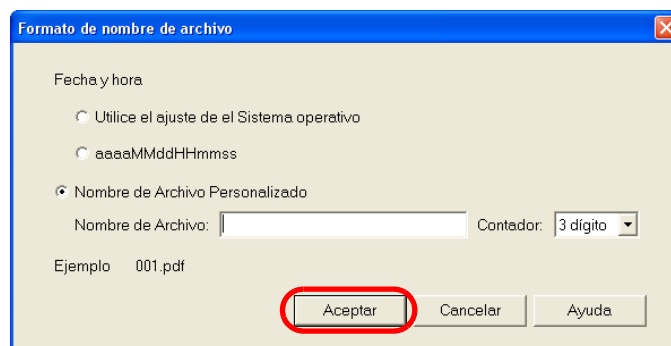 Formato de nombre de archivo
Fecha y hora
Utilice el ajuste de el Sistema operativo
aaaaMMddHHmmss
Nombre de Archivo Personalizado
Nombre de Archivo: Contador: 3 dígito
Ejemplo 001.pdf
Aceptar Cancelar Ayuda